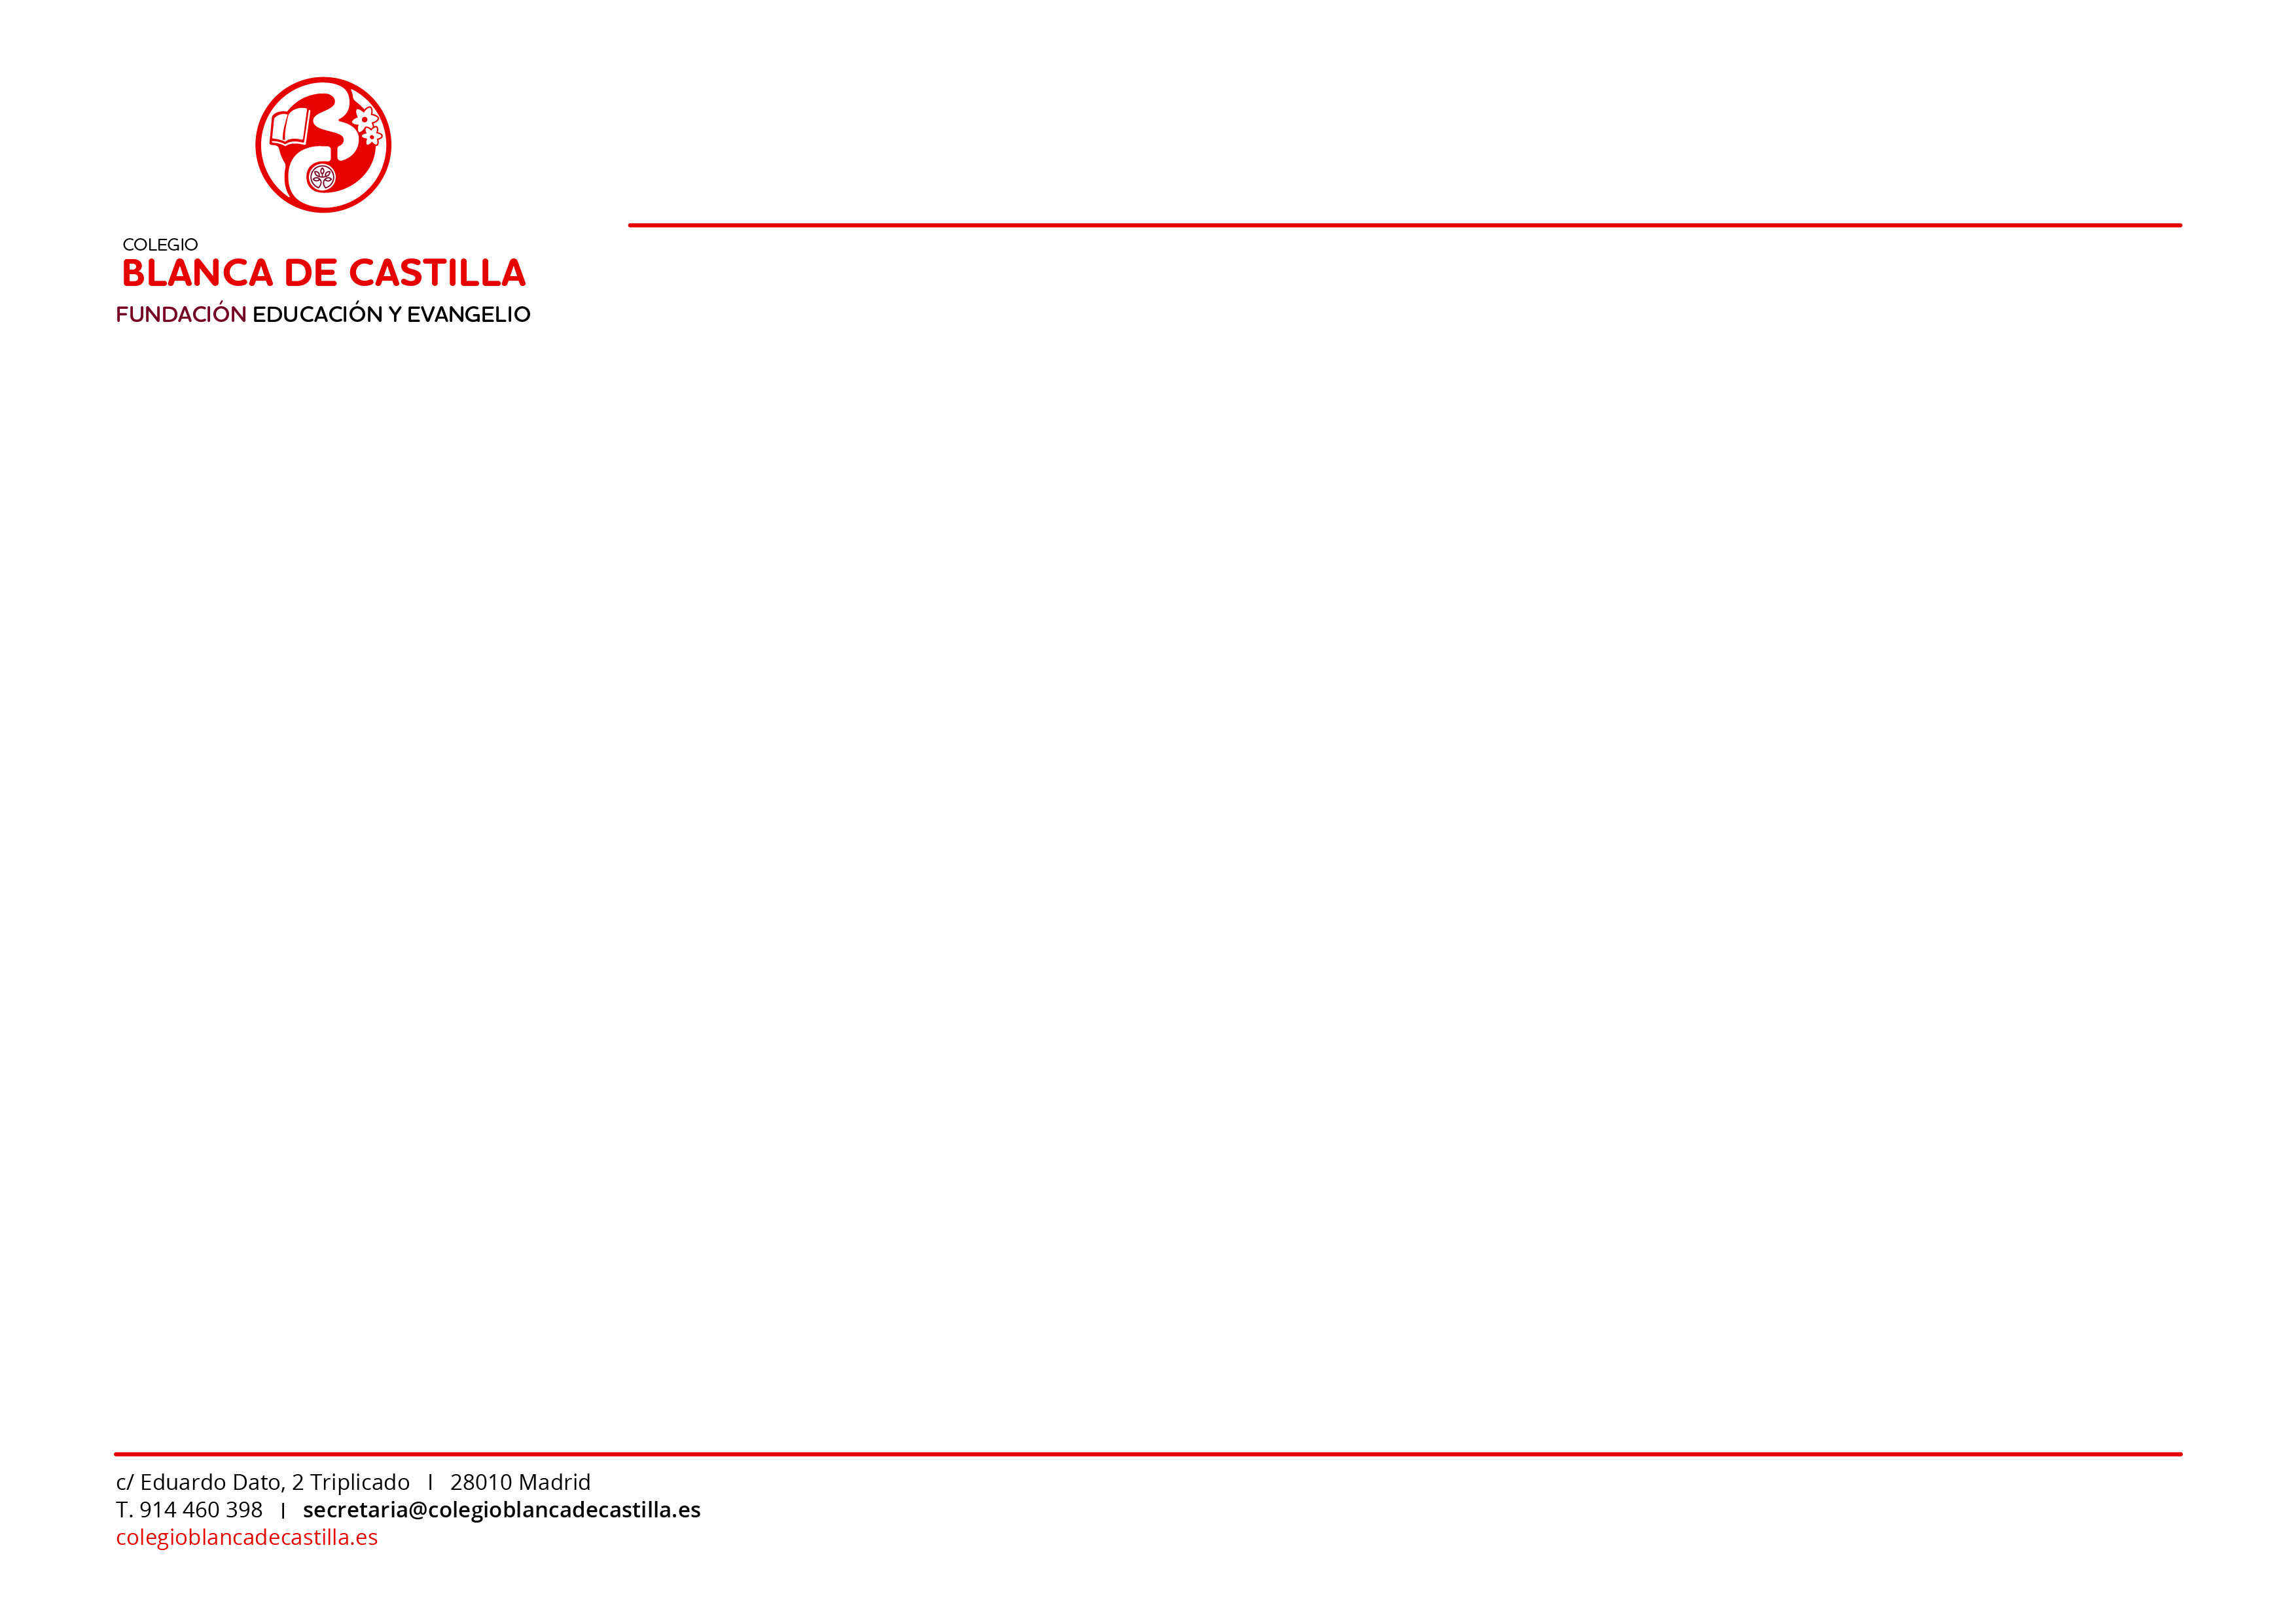 COLEGIO
BLANCA DE CASTILLA
FUNDACIÓN EDUCACIÓN Y EVANGELIO
c/ Eduardo Dato, 2 Triplicado I 28010 Madrid
T. 914 460 398 I secretaria@colegioblancadecastilla.es
colegioblancadecastilla.es